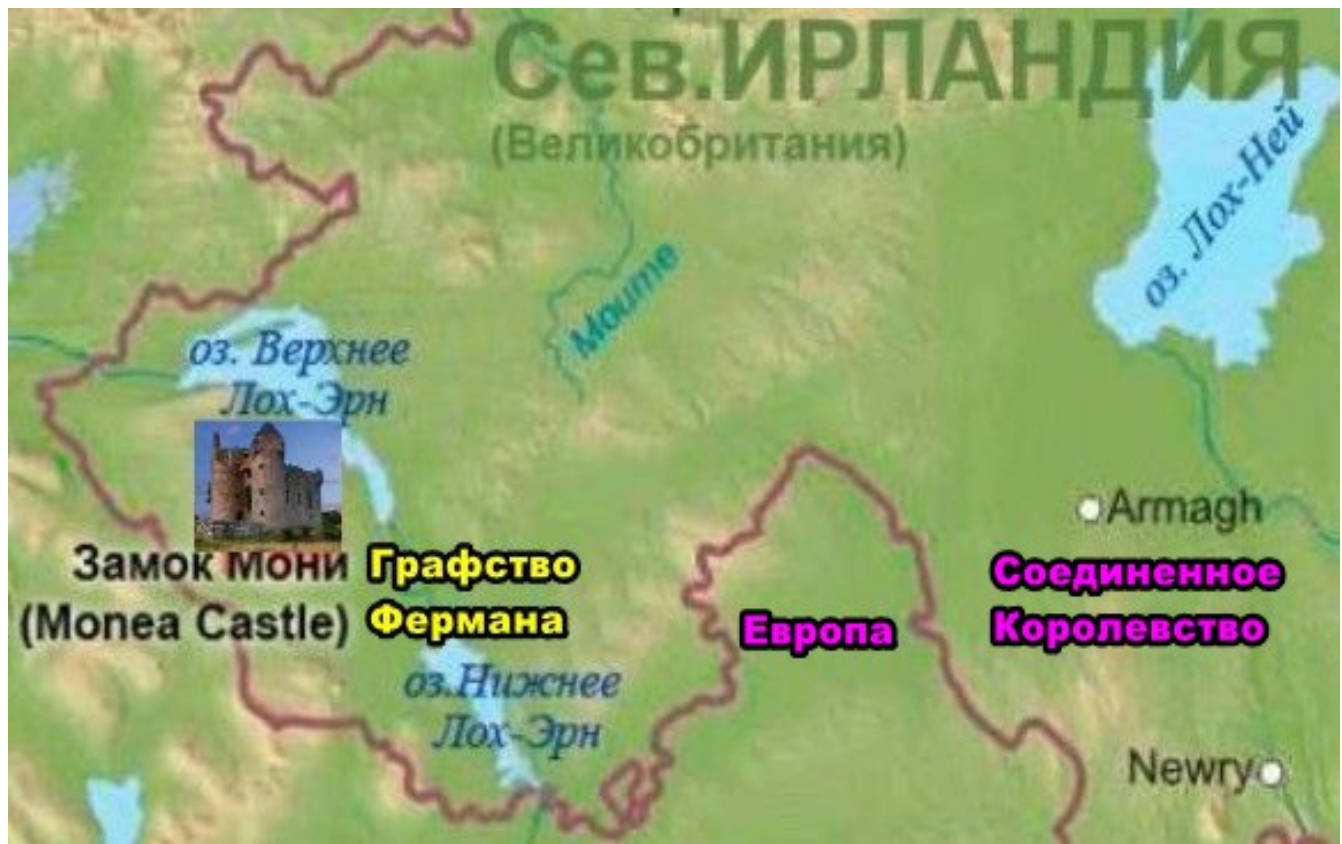 Сев.ИРЛАНДИЯ
(Великобритания)
оз. Лох-Ней
Moume
оз. Верхнее
Лох-Эрн
Armagh
Замок Мони
(Monea Castle)
Графство
Фермана
Европа
Соединенное
Королевство
оз.Нижнее
Лох-Эрн
Newry